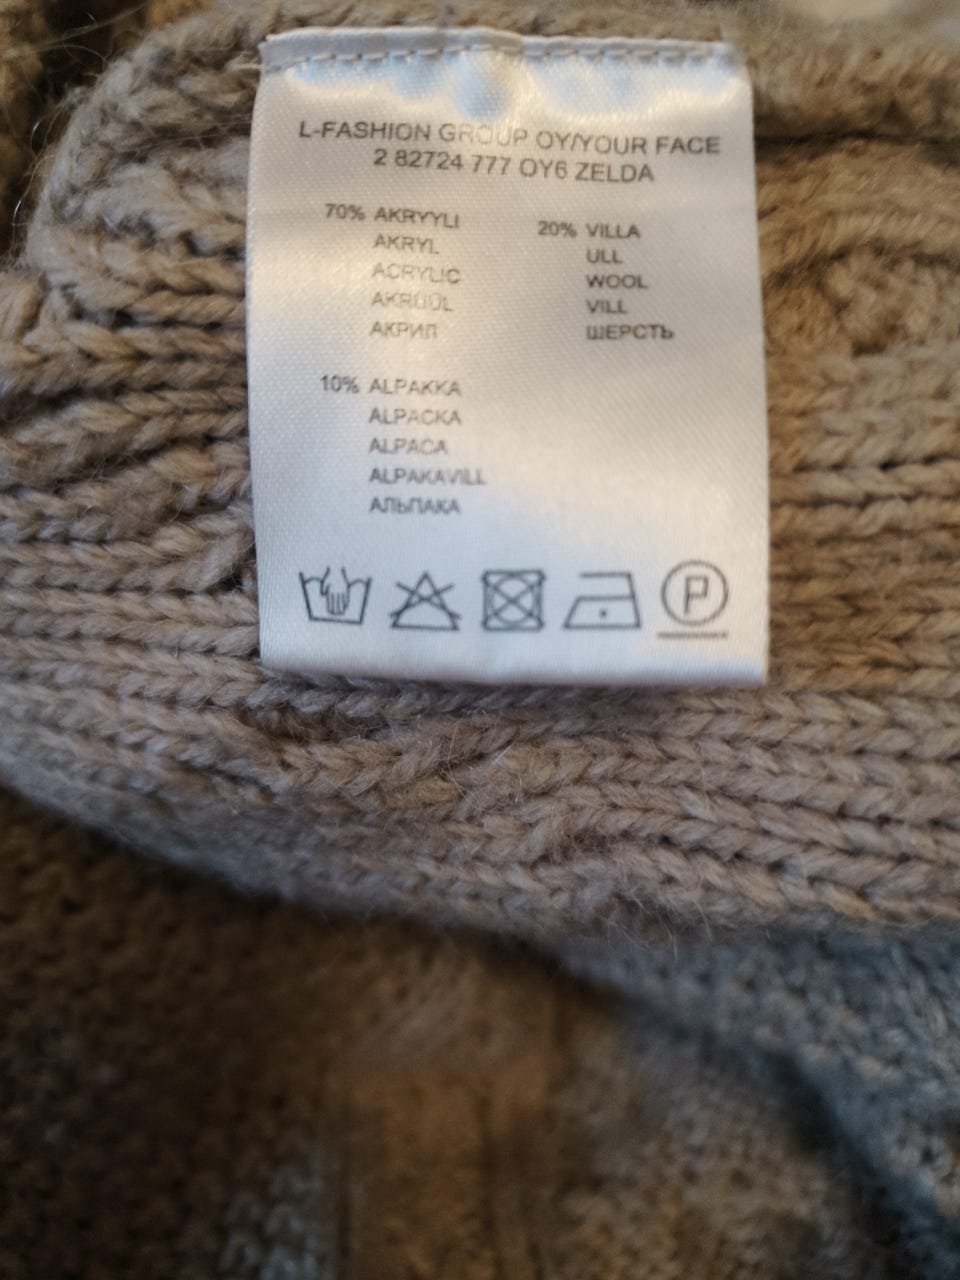 L-FASHION GROUP OY/YOUR FACE
2 82724 777 OY6 ZELDA
70% AKRYYLI
AKRYL
ACRYLIC
AKRÜÜL
АКРИЛ
20% VILLA
ULL
WOOL
VILL
ШЕРСТЬ
10% ALPAKKA
ALPACKA
ALPACA
ALPAKAVILL
АЛЬПАКА
P